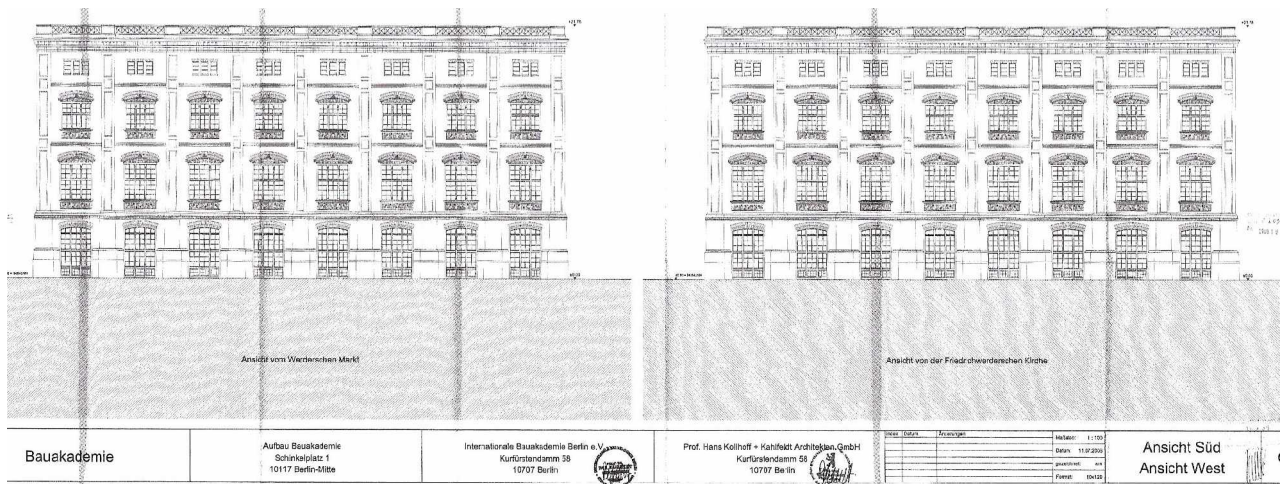 Ansicht vom Werderschen Markt
Ansicht von der Friedrichwerderschen Kirche
Bauakademie
Aufbau Bauakademie
Schinkelplatz 1
10117 Berlin-Mitte
Internationale Bauakademie Berlin e.V.
Kurfürstendamm 58
10707 Berlin
Prof. Hans Kollhoff + Kahlfeldt Architekten GmbH
Kurfürstendamm 58
10707 Berlin
Index Datum Änderungen
Maßstab: 1 : 100
Datum
gezeichnet:
Format:
Ansicht Süd
Ansicht West